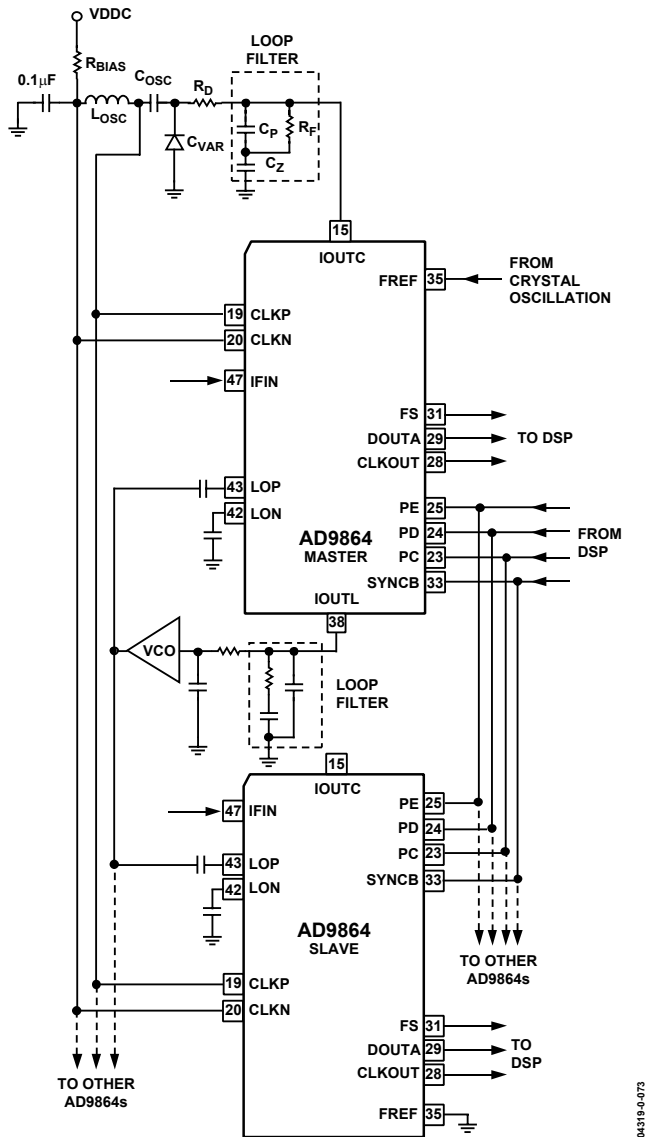 VDDC
RBIAS
0.1µF
COSC
LOSC
RD
LOOP
FILTER
CP
RF
CVAR
CZ
15
IOUTC
FREF 35
FROM
CRYSTAL
OSCILLATION
19 CLKP
20 CLKN
47 IFIN
FS 31
DOUTA 29
TO DSP
CLKOUT 28
43 LOP
42 LON
PE 25
PD 24
PC 23
SYNCB 33
FROM
DSP
AD9864
MASTER
IOUTL
38
VCO
LOOP
FILTER
15
IOUTC
47 IFIN
43 LOP
42 LON
PE 25
PD 24
PC 23
SYNCB 33
AD9864
SLAVE
TO OTHER
AD9864s
19 CLKP
20 CLKN
FS 31
DOUTA 29
CLKOUT 28
TO
DSP
TO OTHER
AD9864s
FREF 35
04319-0-073